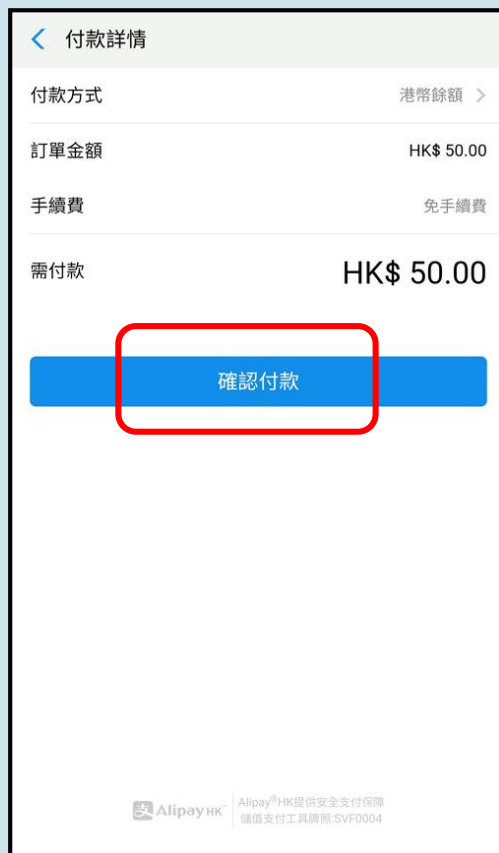 付款詳情
付款方式 港幣餘額
訂單金額 HK$ 50.00
手續費 免手續費
需付款 HK$ 50.00
確認付款
支 Alipay HK™ Alipay®HK提供安全支付保障
儲值支付工具牌照:SVF0004